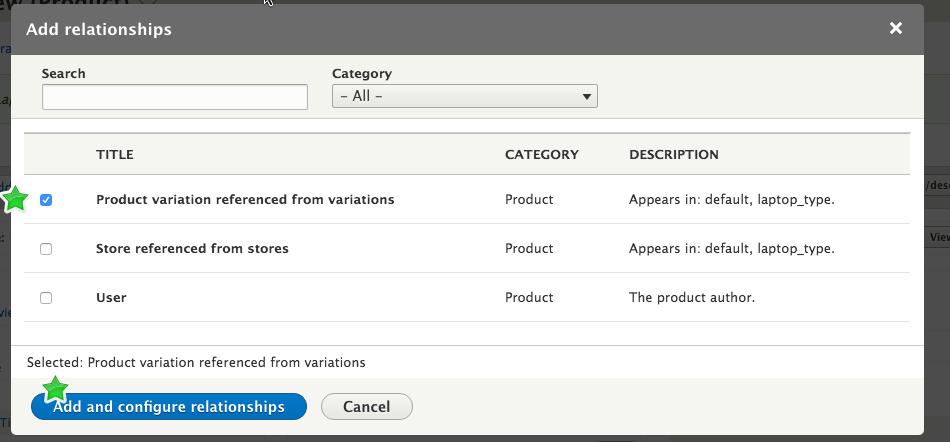 Add relationships
Search Category
– All –
TITLE CATEGORY DESCRIPTION
Product variation referenced from variations Product Appears in: default, laptop_type.
Store referenced from stores Product Appears in: default, laptop_type.
User Product The product author.
Selected: Product variation referenced from variations
Add and configure relationships Cancel